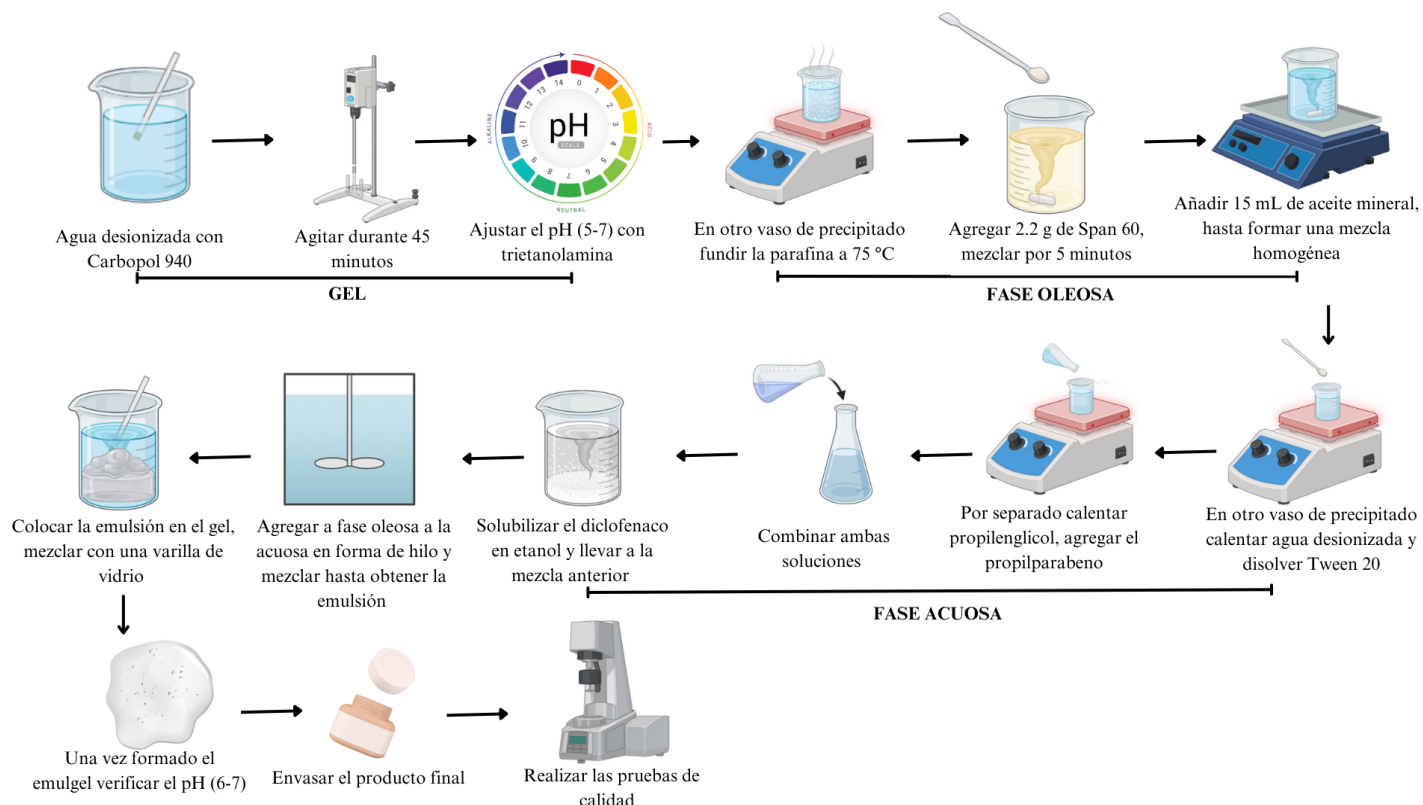 Agua desionizada con
Carbopol 940
Agitar durante 45
minutos
ALKALINE
ACID
NEUTRAL
0
1
2
3
4
5
6
7
8
9
10
11
12
13
14
pH
SCALE
Ajustar el pH (5-7) con
trietanolamina
GEL
En otro vaso de precipitado
fundir la parafina a 75 °C
Agregar 2.2 g de Span 60,
mezclar por 5 minutos
Añadir 15 mL de aceite mineral,
hasta formar una mezcla
homogénea
FASE OLEOSA
En otro vaso de precipitado
calentar agua desionizada y
disolver Tween 20
Por separado calentar
propilenglicol, agregar el
propilparabeno
Combinar ambas
soluciones
Solubilizar el diclofenaco
en etanol y llevar a la
mezcla anterior
FASE ACUOSA
Agregar a fase oleosa a la
acuosa en forma de hilo y
mezclar hasta obtener la
emulsión
Colocar la emulsión en el gel,
mezclar con una varilla de
vidrio
Una vez formado el
emulgel verificar el pH (6-7)
Envasar el producto final
Realizar las pruebas de
calidad